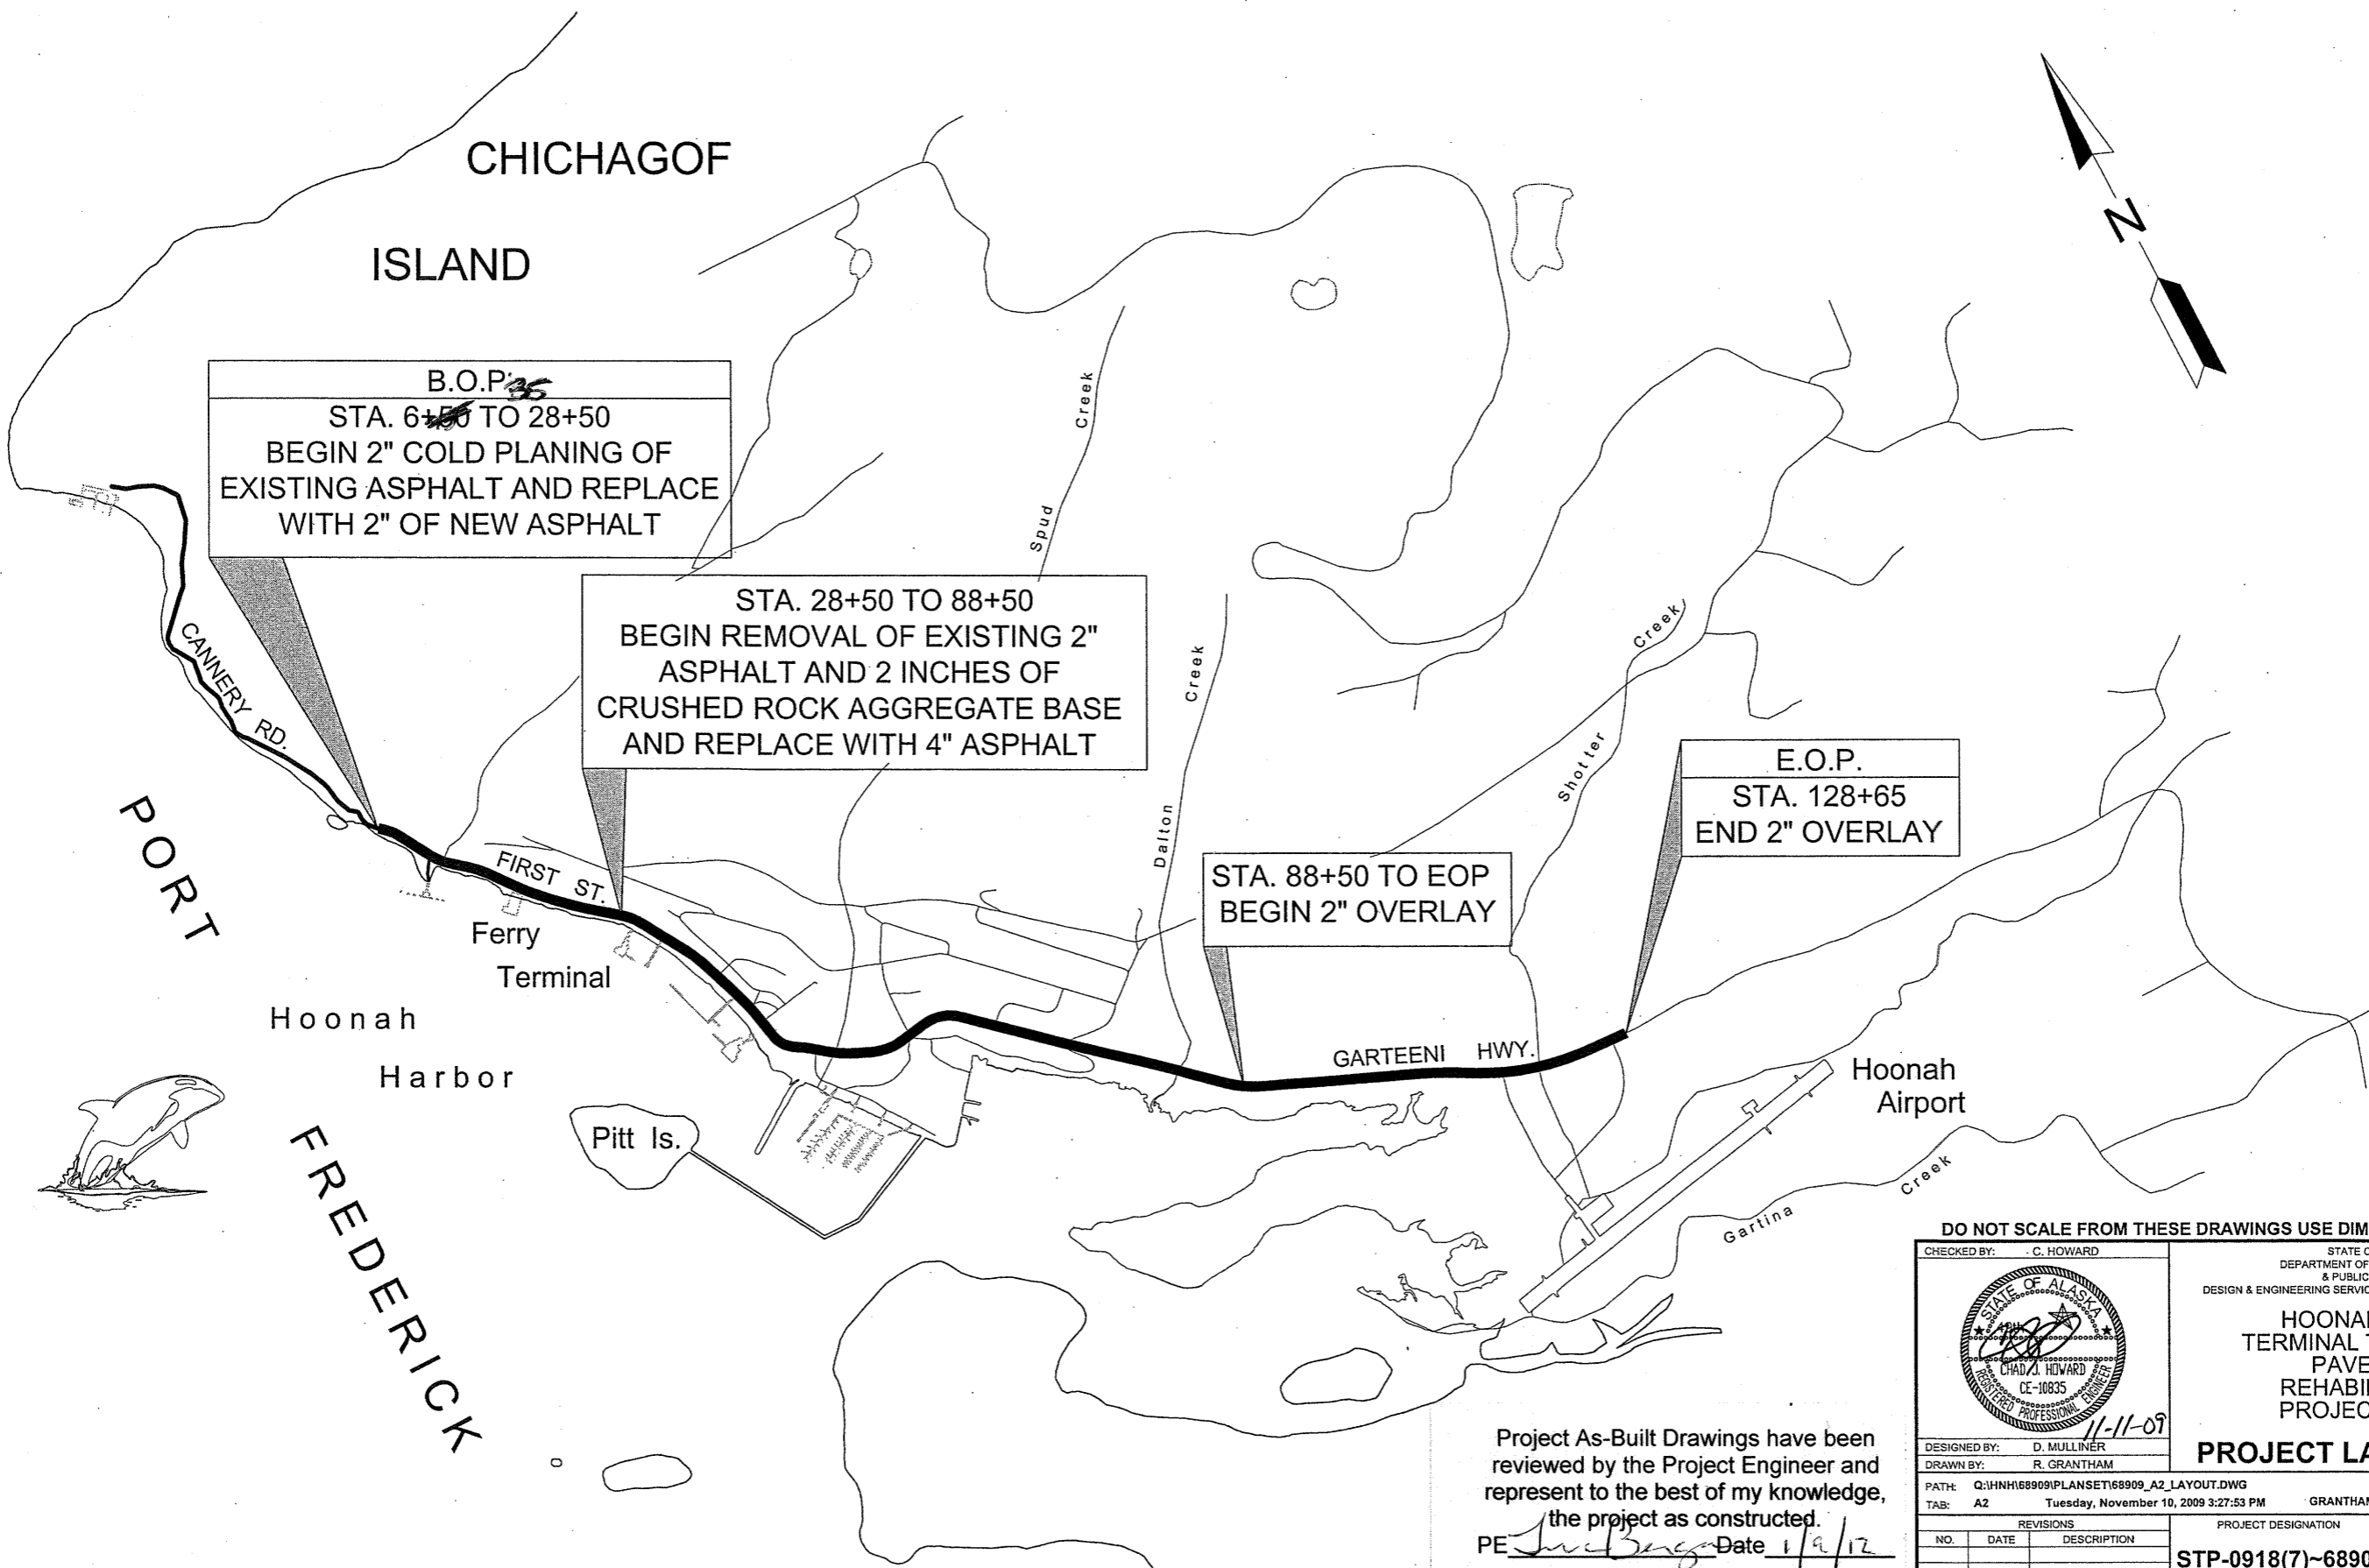 CHICHAGOF
ISLAND
N
B.O.P. 35
STA. 6+50 TO 28+50
BEGIN 2" COLD PLANING OF
EXISTING ASPHALT AND REPLACE
WITH 2" OF NEW ASPHALT
STA. 28+50 TO 88+50
BEGIN REMOVAL OF EXISTING 2"
ASPHALT AND 2 INCHES OF
CRUSHED ROCK AGGREGATE BASE
AND REPLACE WITH 4" ASPHALT
Spud Creek
Dalton Creek
Shotter Creek
E.O.P.
STA. 128+65
END 2" OVERLAY
STA. 88+50 TO EOP
BEGIN 2" OVERLAY
CANNERY RD.
FIRST ST.
Ferry
Terminal
GARTEENI HWY.
Hoonah
Airport
PORT
FREDERICK
Hoonah
Harbor
Pitt Is.
Gartina Creek
Project As-Built Drawings have been
reviewed by the Project Engineer and
represent to the best of my knowledge,
the project as constructed.
PE Date 1/9/12
DO NOT SCALE FROM THESE DRAWINGS USE DIM
CHECKED BY: C. HOWARD
STATE OF ALASKA
49th
CHAD J. HOWARD
CE-10835
REGISTERED PROFESSIONAL ENGINEER
11-11-09
DESIGNED BY: D. MULLINER
DRAWN BY: R. GRANTHAM
STATE O
DEPARTMENT OF
& PUBLIC
DESIGN & ENGINEERING SERVIC
HOONAH
TERMINAL T
PAVE
REHABI
PROJEC
PROJECT LA
PATH: Q:\HNH\68909\PLANSET\68909_A2_LAYOUT.DWG
TAB: A2 Tuesday, November 10, 2009 3:27:53 PM GRANTHAM
REVISIONS
NO. DATE DESCRIPTION
PROJECT DESIGNATION
STP-0918(7)~6890